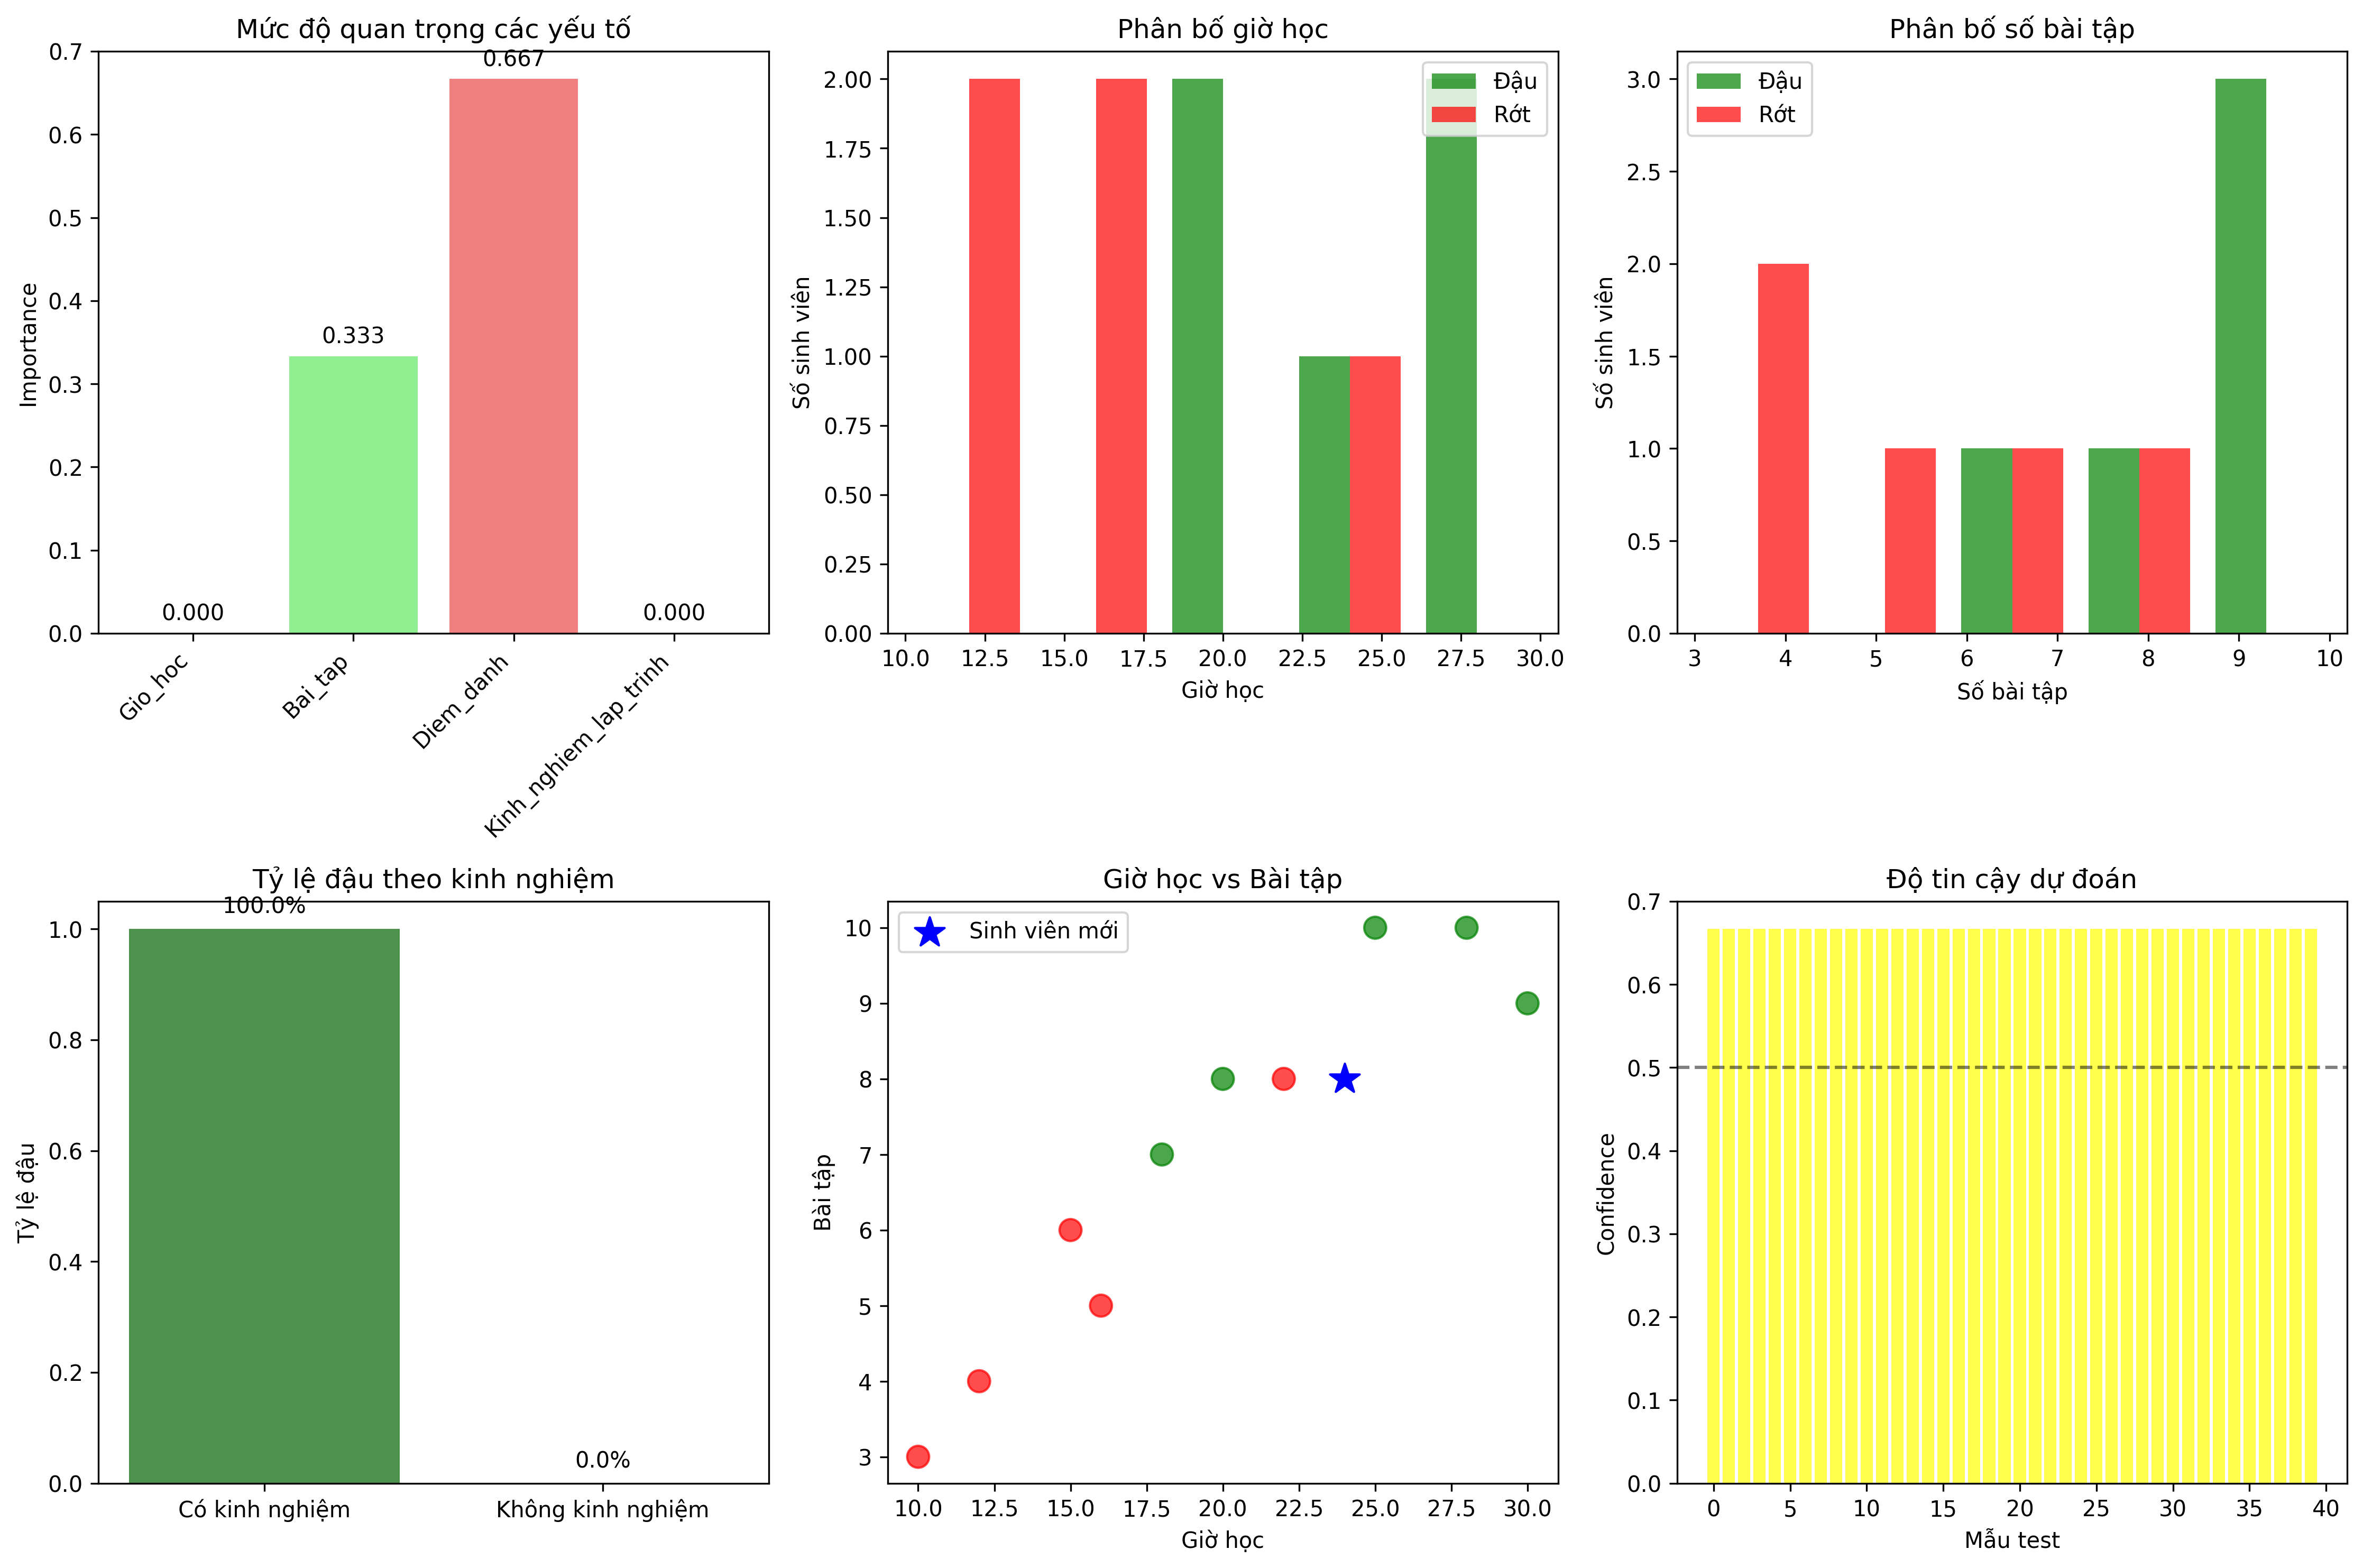 Mức độ quan trọng các yếu tố
0.7
0.6
0.5
0.4
0.3
0.2
0.1
0.0
Importance
0.000
0.333
0.667
0.000
Gio_hoc
Bai_tap
Diem_danh
Kinh_nghiem_lap_trinh
Phân bố giờ học
2.00
1.75
1.50
1.25
1.00
0.75
0.50
0.25
0.00
Số sinh viên
Đậu
Rớt
10.0 12.5 15.0 17.5 20.0 22.5 25.0 27.5 30.0
Giờ học
Phân bố số bài tập
3.0
2.5
2.0
1.5
1.0
0.5
0.0
Số sinh viên
Đậu
Rớt
3 4 5 6 7 8 9 10
Số bài tập
Tỷ lệ đậu theo kinh nghiệm
1.0
0.8
0.6
0.4
0.2
0.0
Tỷ lệ đậu
100.0%
0.0%
Có kinh nghiệm Không kinh nghiệm
Giờ học vs Bài tập
10
9
8
7
6
5
4
3
Bài tập
Sinh viên mới
10.0 12.5 15.0 17.5 20.0 22.5 25.0 27.5 30.0
Giờ học
Độ tin cậy dự đoán
0.7
0.6
0.5
0.4
0.3
0.2
0.1
0.0
Confidence
0 5 10 15 20 25 30 35 40
Mẫu test